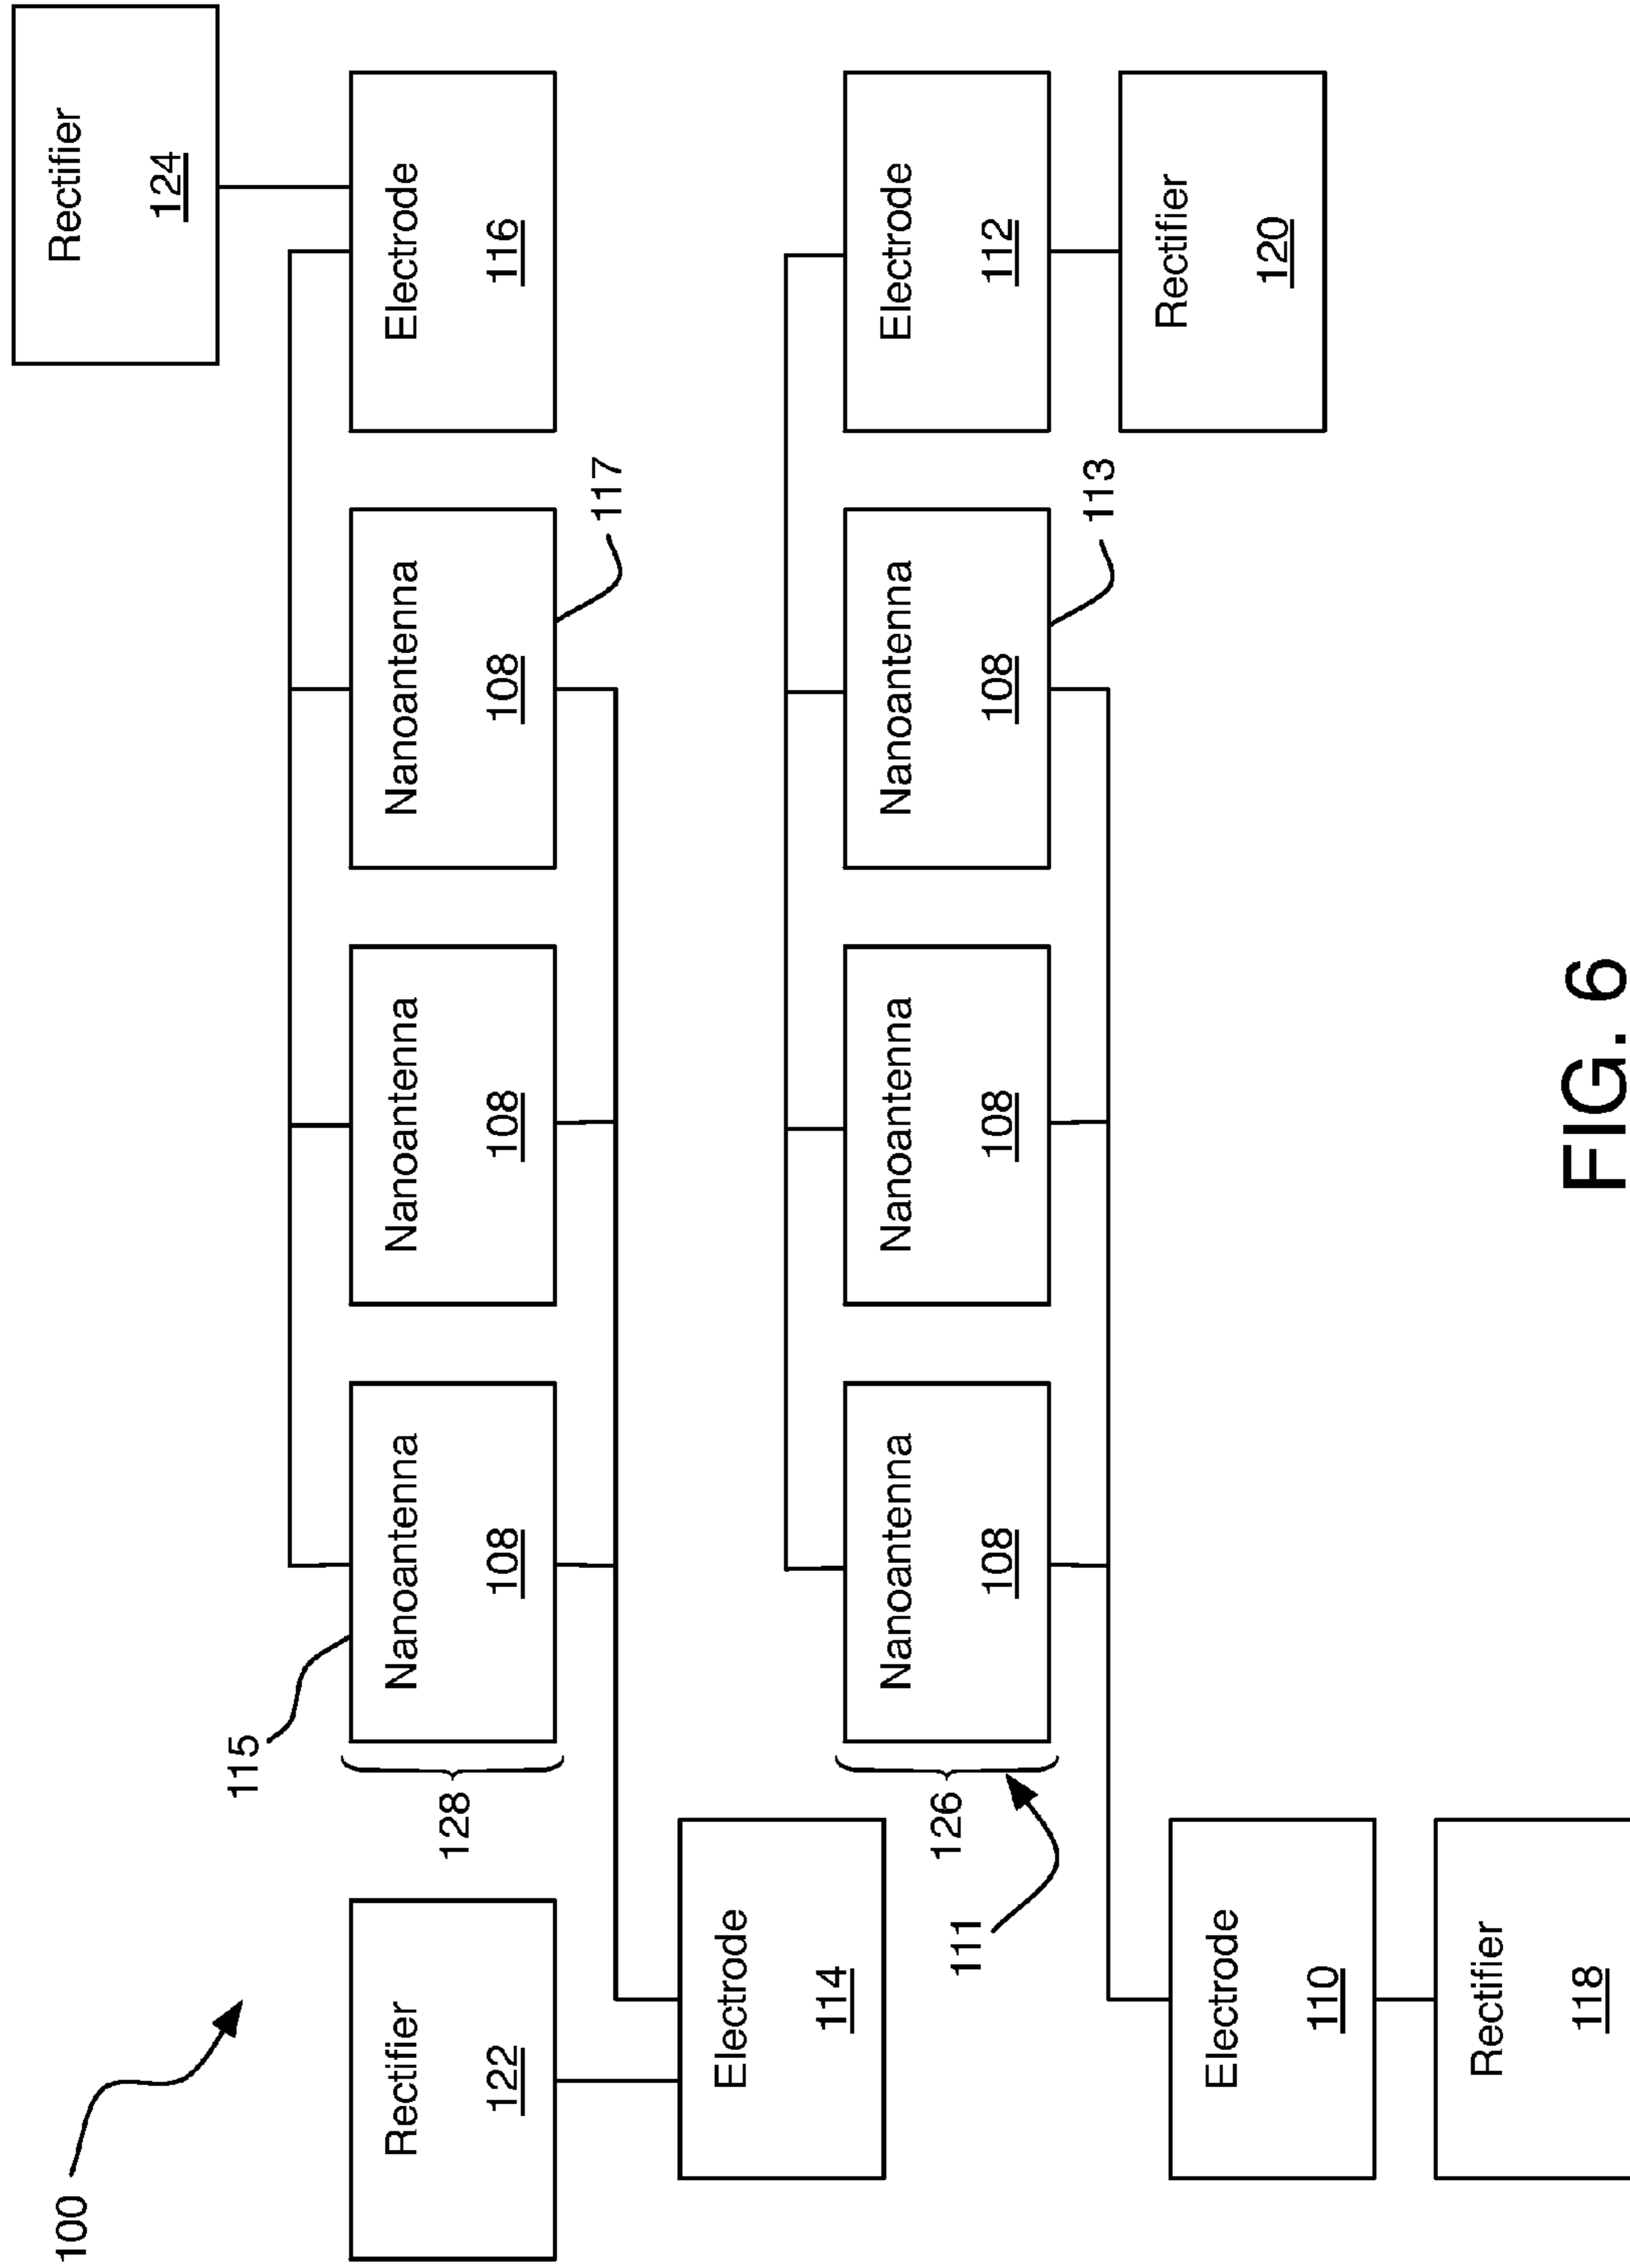 100
Rectifier
124
115
Rectifier
122
128
Nanoantenna
108
Nanoantenna
108
Nanoantenna
108
Electrode
116
117
Electrode
114
126
Nanoantenna
108
Nanoantenna
108
Nanoantenna
108
Electrode
112
111
113
Electrode
110
Rectifier
120
Rectifier
118
FIG. 6